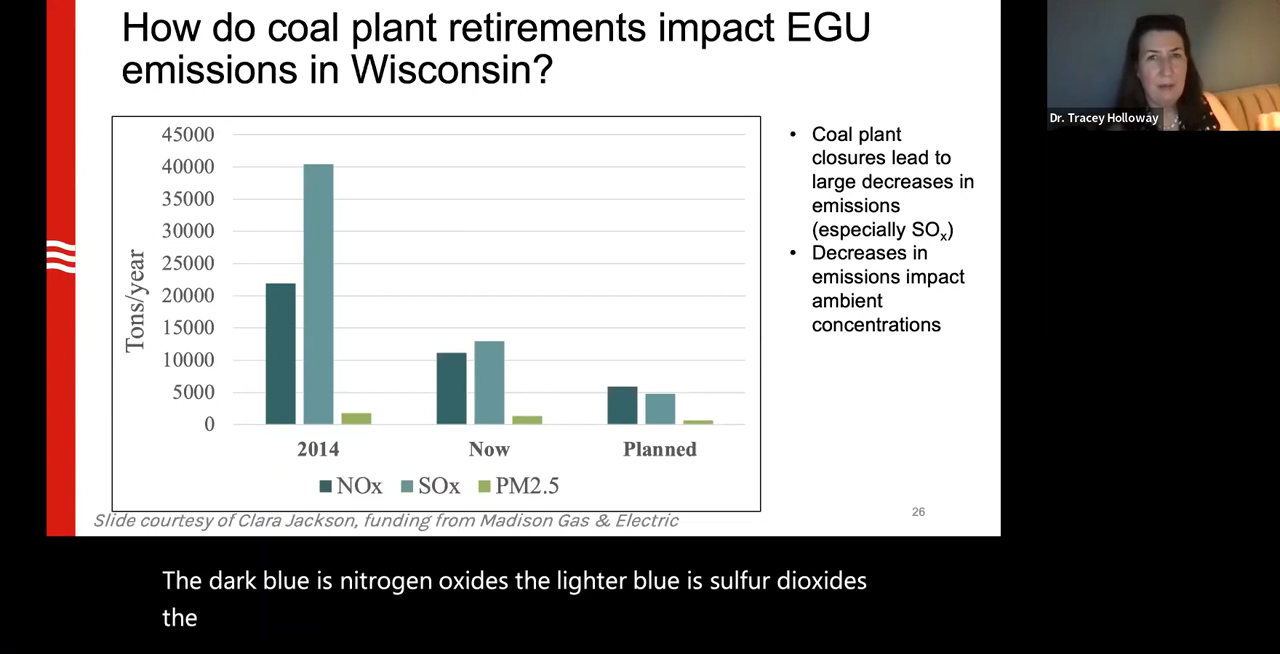 How do coal plant retirements impact EGU
emissions in Wisconsin?
Dr. Tracey Holloway
45000
40000
35000
30000
25000
20000
15000
10000
5000
0
Tons/year
2014 Now Planned
NOx SOx PM2.5
• Coal plant
closures lead to
large decreases in
emissions
(especially SOx)
• Decreases in
emissions impact
ambient
concentrations
Slide courtesy of Clara Jackson, funding from Madison Gas & Electric
26
The dark blue is nitrogen oxides the lighter blue is sulfur dioxides
the